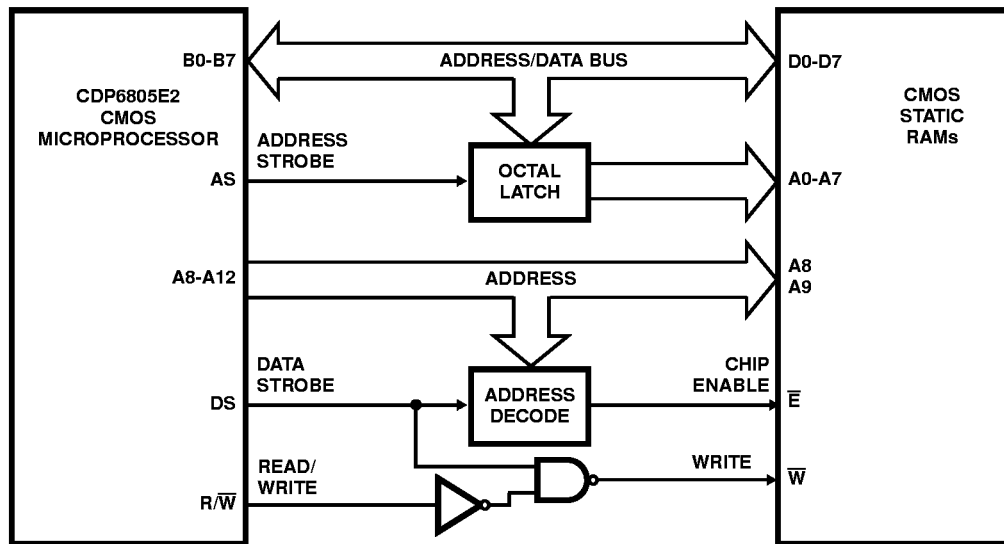 CDP6805E2
CMOS
MICROPROCESSOR
B0-B7
ADDRESS/DATA BUS
D0-D7
CMOS
STATIC
RAMs
ADDRESS
STROBE
AS
OCTAL
LATCH
A0-A7
A8-A12
ADDRESS
A8
A9
DATA
STROBE
DS
ADDRESS
DECODE
CHIP
ENABLE
E̅
READ/
WRITE
R/W̅
WRITE
W̅